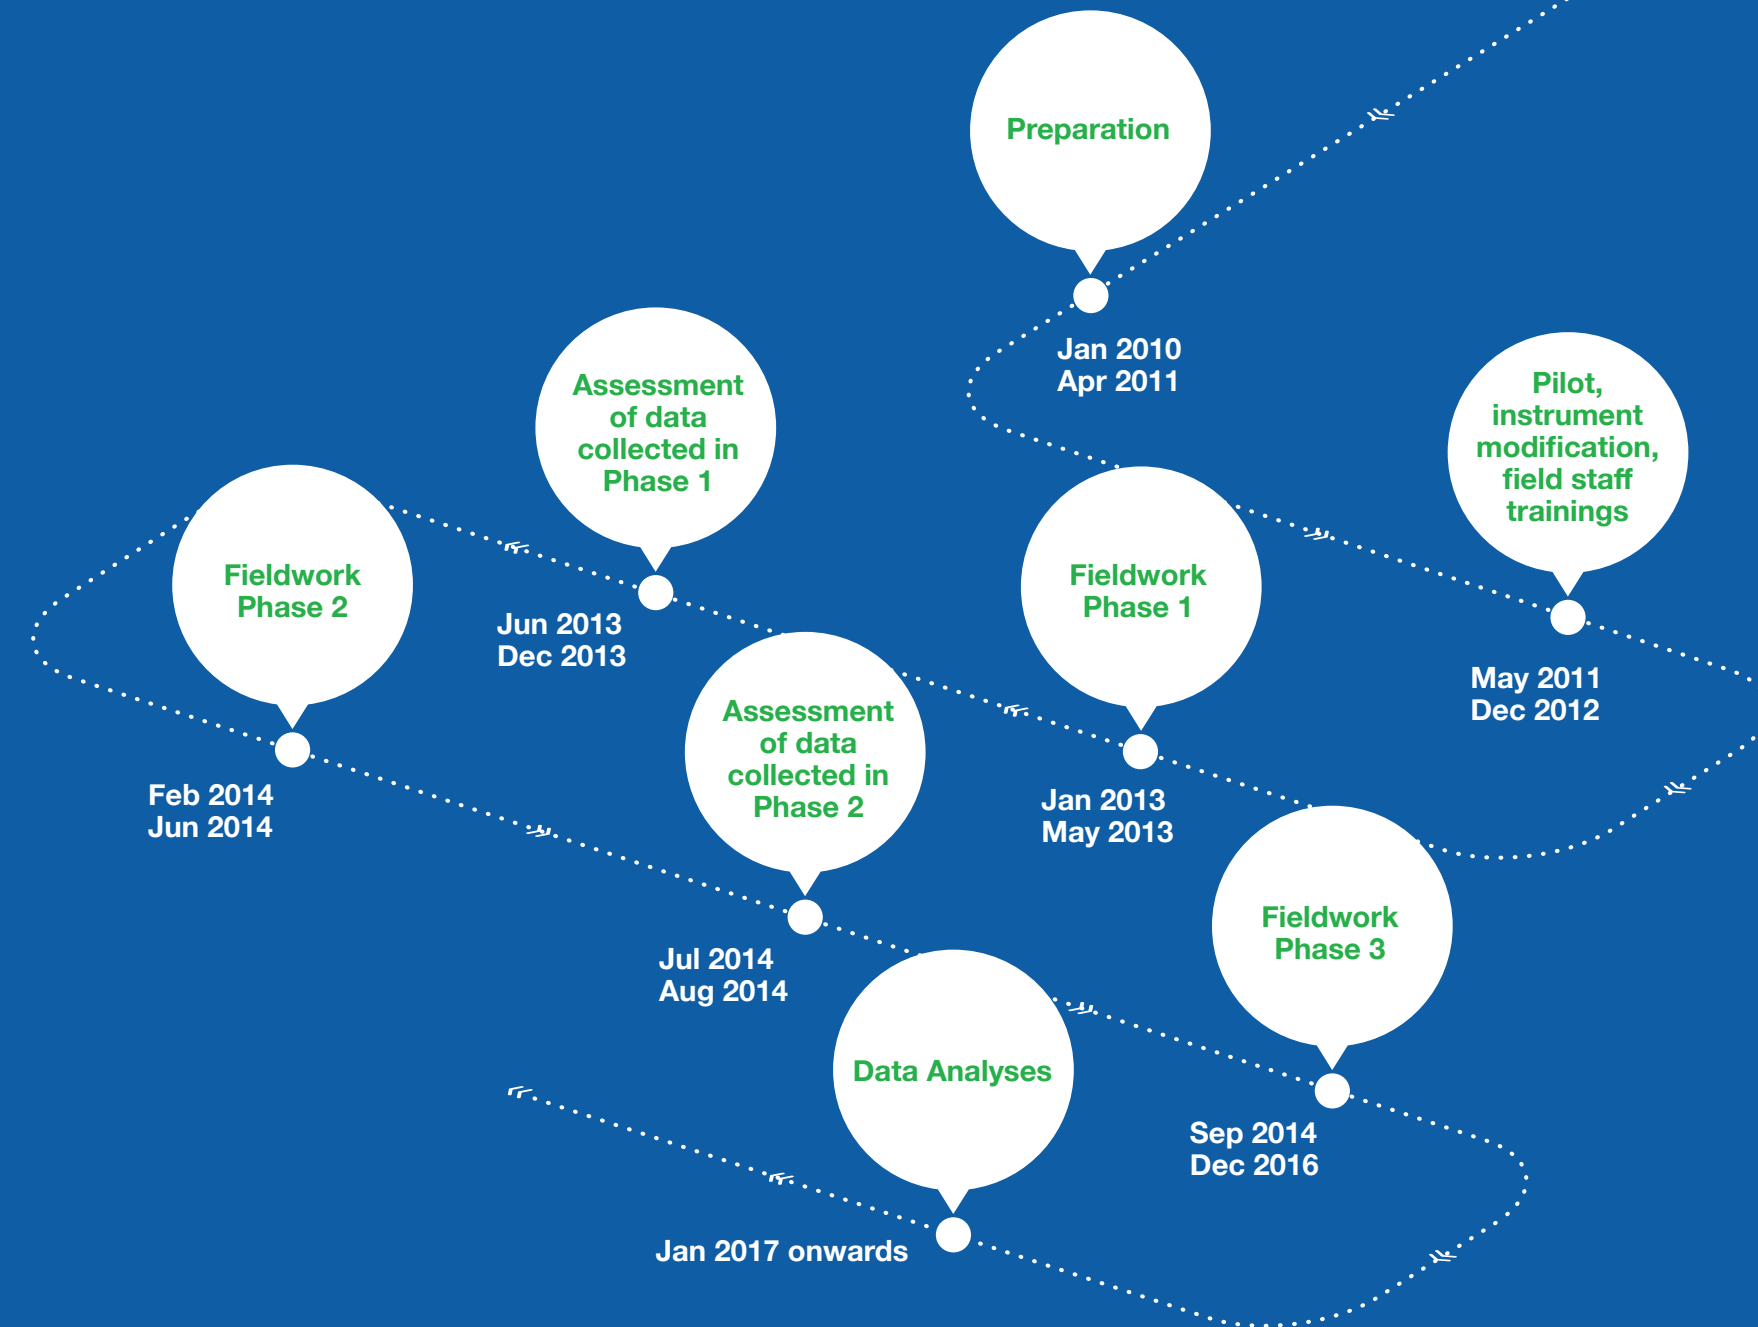 Preparation
Jan 2010
Apr 2011
Pilot,
instrument
modification,
field staff
trainings
May 2011
Dec 2012
Fieldwork
Phase 1
Jan 2013
May 2013
Assessment
of data
collected in
Phase 1
Jun 2013
Dec 2013
Fieldwork
Phase 2
Feb 2014
Jun 2014
Assessment
of data
collected in
Phase 2
Jul 2014
Aug 2014
Fieldwork
Phase 3
Sep 2014
Dec 2016
Data Analyses
Jan 2017 onwards